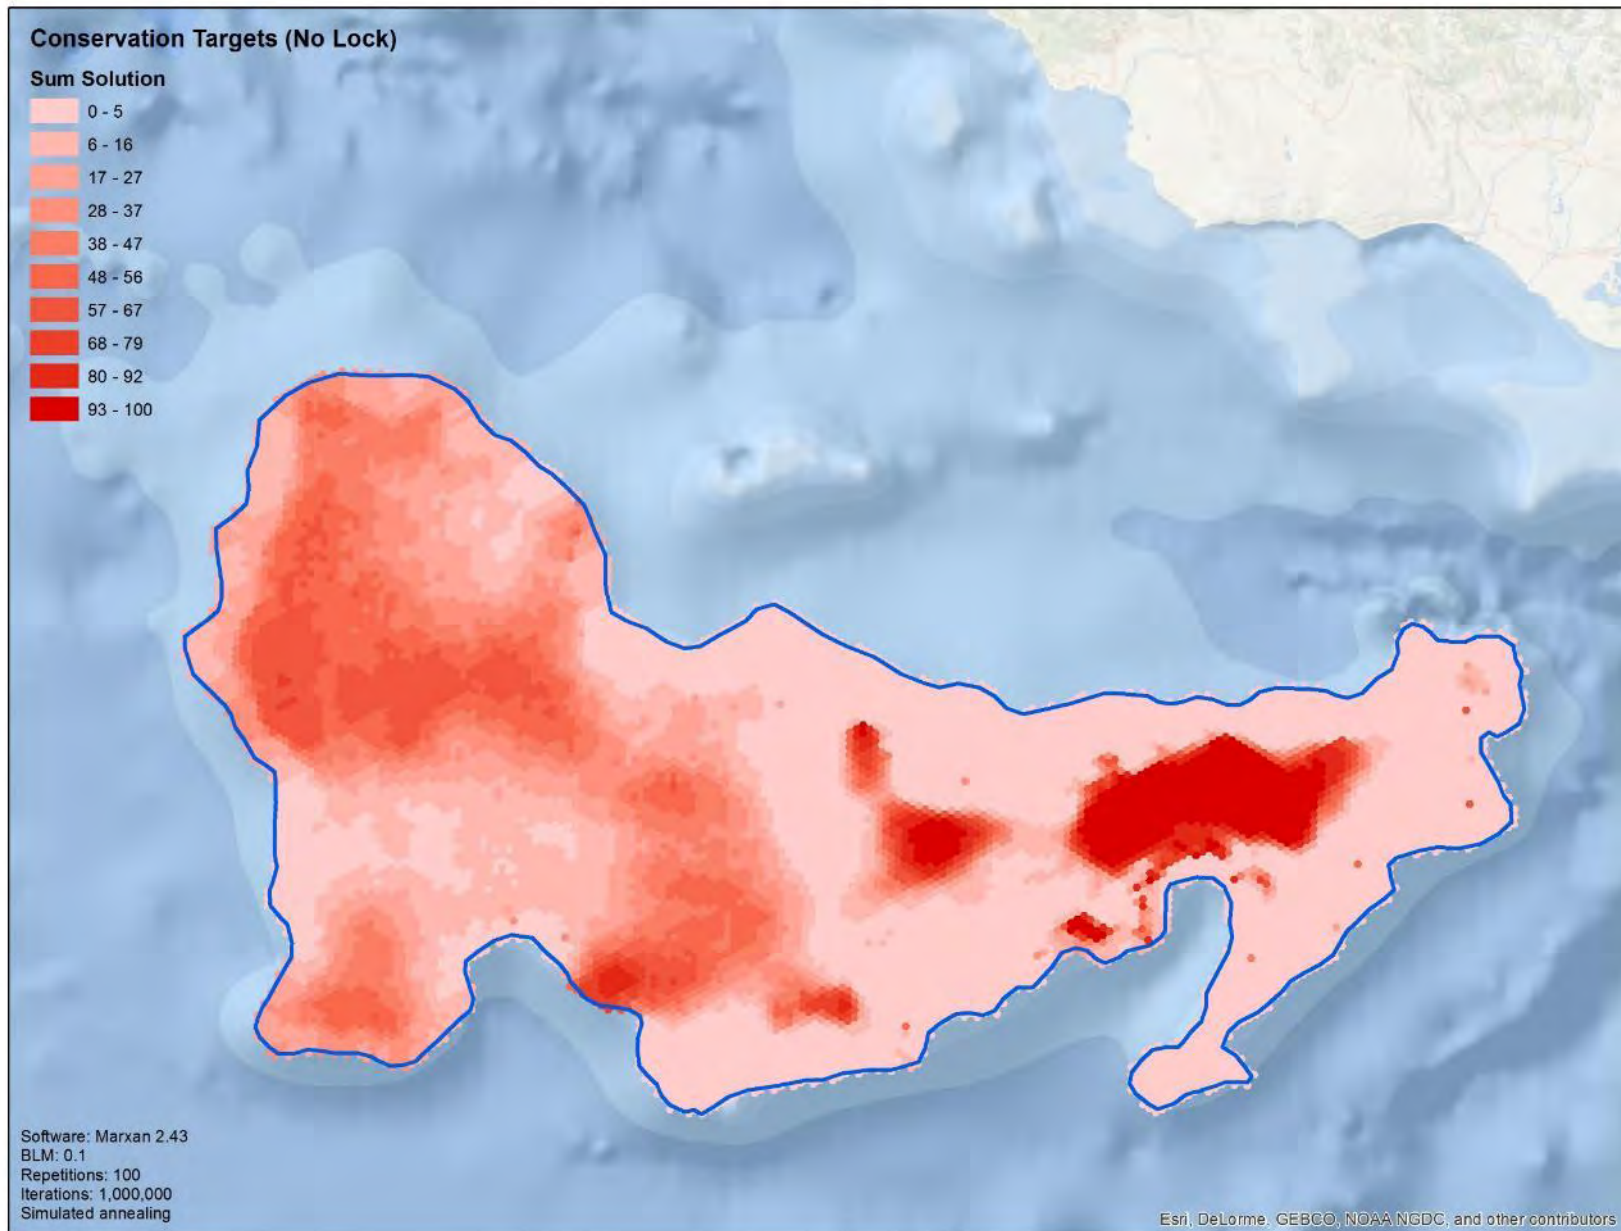 Conservation Targets (No Lock)
Sum Solution
0 - 5
6 - 16
17 - 27
28 - 37
38 - 47
48 - 56
57 - 67
68 - 79
80 - 92
93 - 100
Software: Marxan 2.43
BLM: 0.1
Repetitions: 100
Iterations: 1,000,000
Simulated annealing
Esri, DeLorme, GEBCO, NOAA NGDC, and other contributors